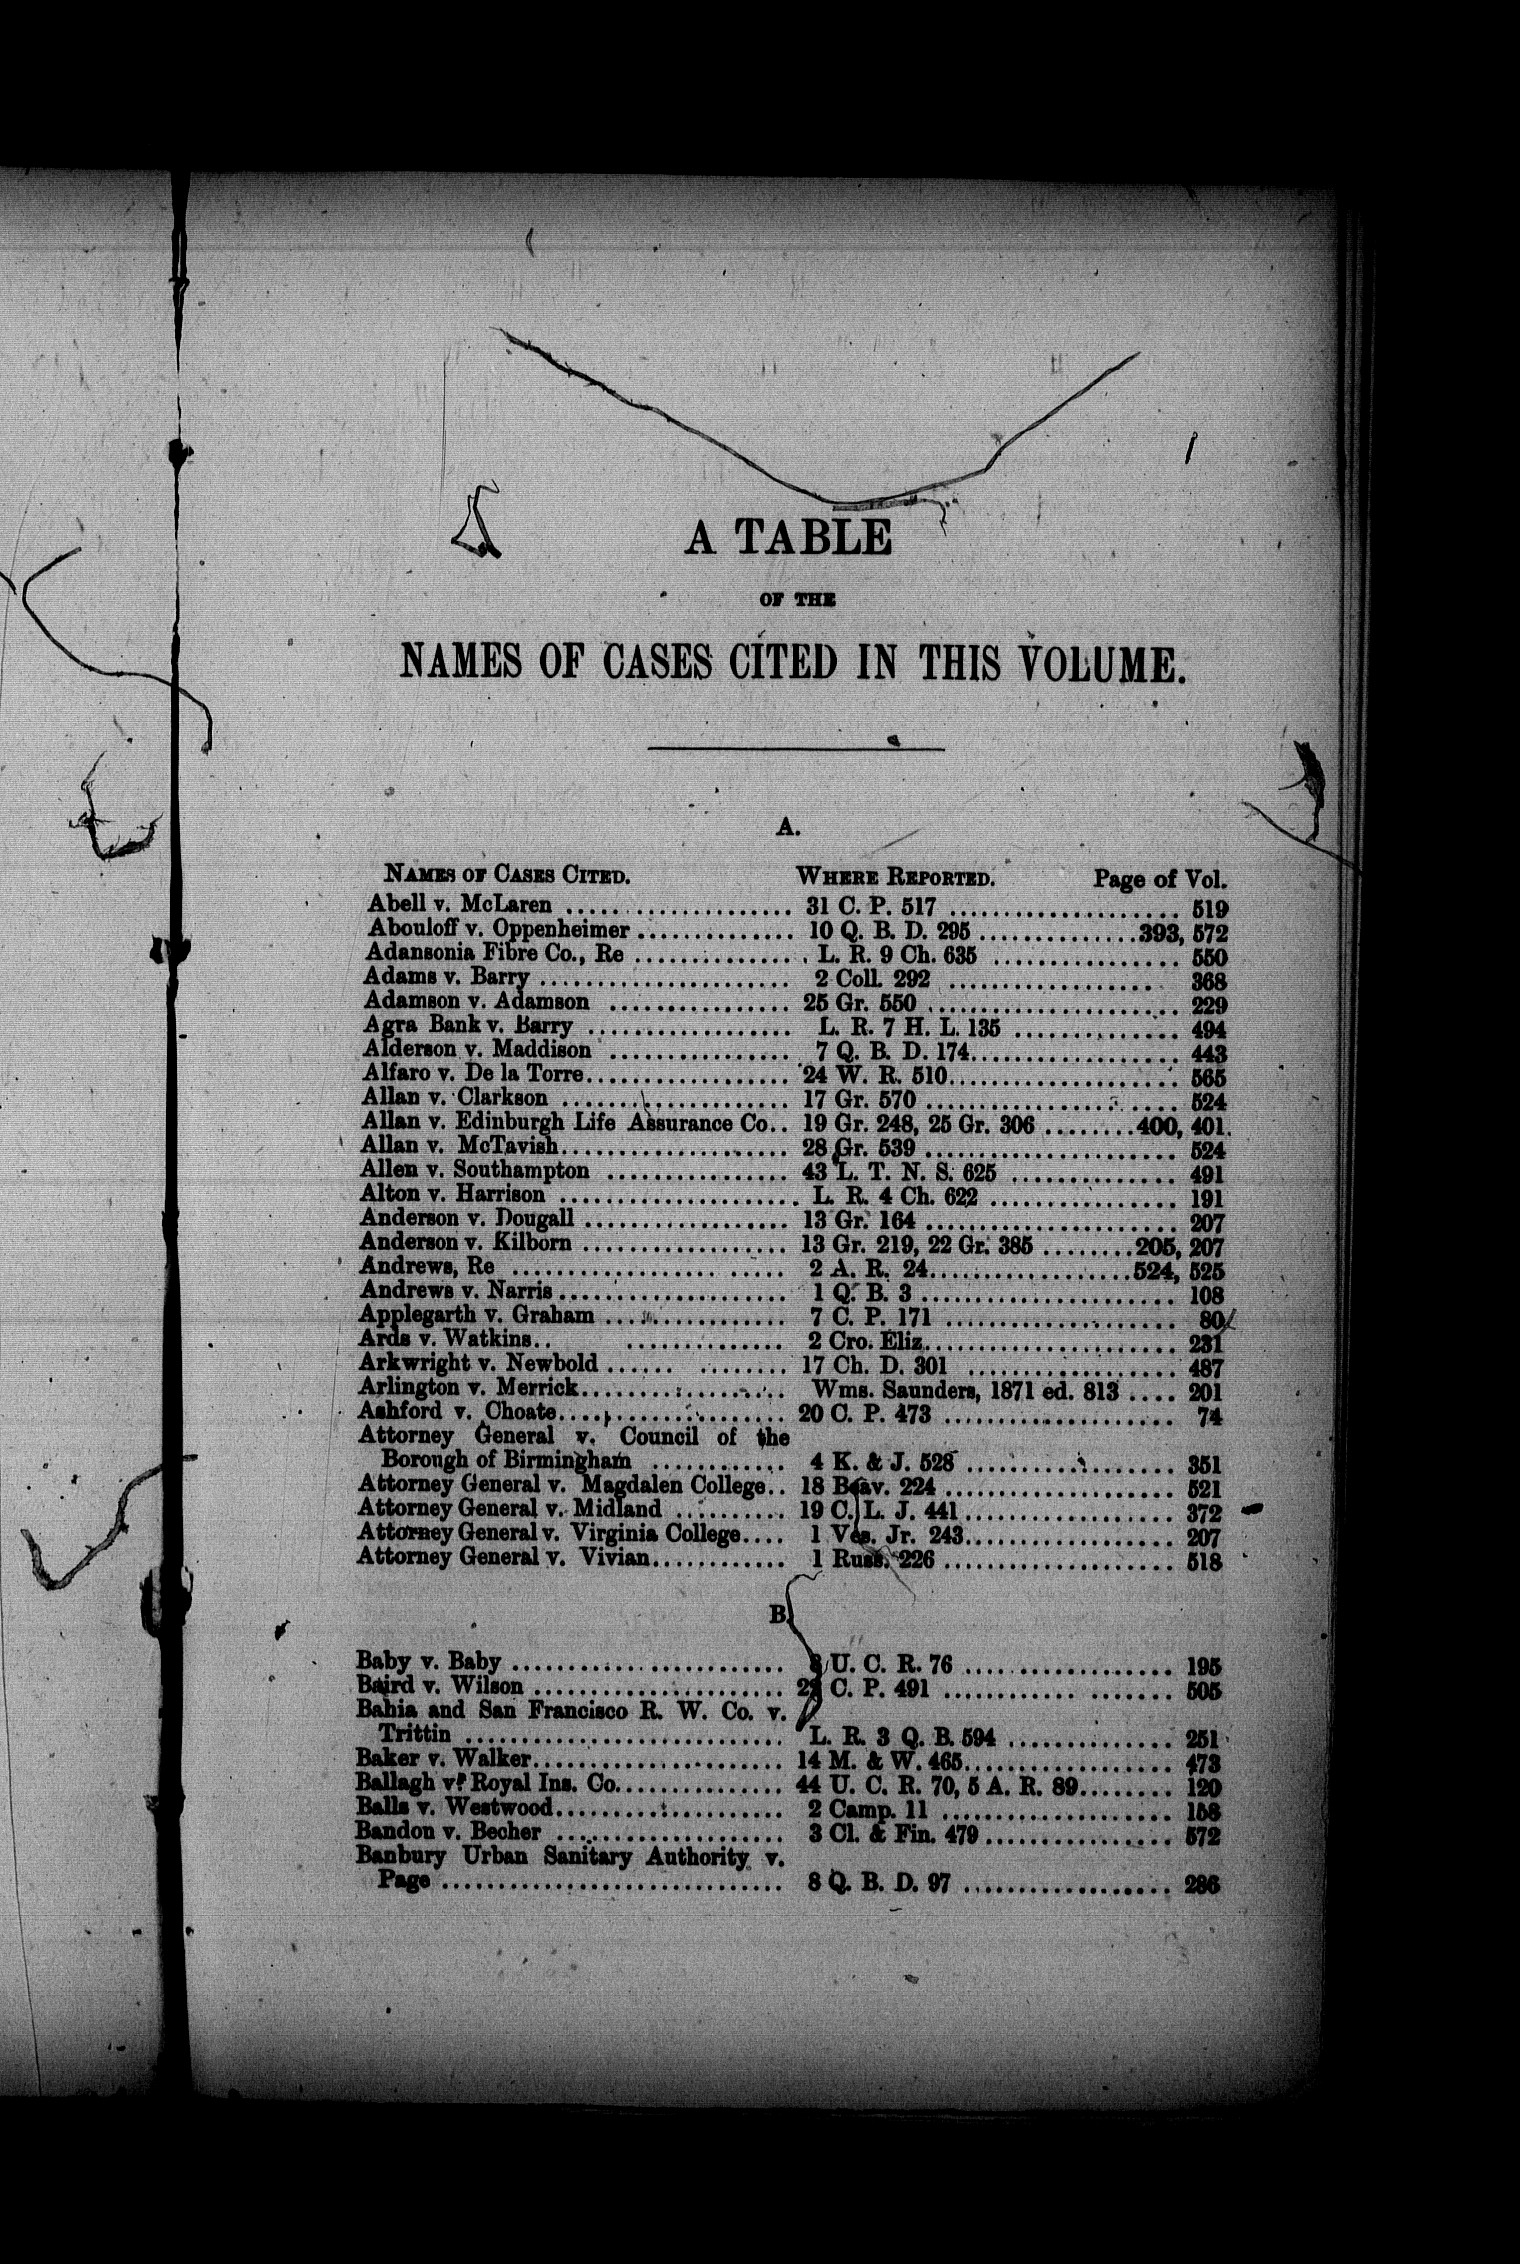 A TABLE
OF THE
NAMES OF CASES CITED IN THIS VOLUME.
A.
NAMES OF CASES CITED. WHERE REPORTED. Page of Vol.
Abell v. McLaren .................... 31 C. P. 517 .................... 519
Abouloff v. Oppenheimer .............. 10 Q. B. D. 295 .............. 393, 572
Adansonia Fibre Co., Re .............. L. R. 9 Ch. 635 ................ 550
Adams v. Barry ...................... 2 Coll. 292 .................. 368
Adamson v. Adamson ................ 25 Gr. 550 ...................... 229
Agra Bank v. Barry .................. L. R. 7 H. L. 135 .............. 494
Alderson v. Maddison ................ 7 Q. B. D. 174.................. 443
Alfaro v. De la Torre.................. 24 W. R. 510.................... 565
Allan v. Clarkson .................... 17 Gr. 570 ...................... 524
Allan v. Edinburgh Life Assurance Co.. 19 Gr. 248, 25 Gr. 306 ........400, 401.
Allan v. McTavish.................... 28 Gr. 539 ...................... 524
Allen v. Southampton ................ 43 L. T. N. S. 625 .............. 491
Alton v. Harrison .................... L. R. 4 Ch. 622 ................ 191
Anderson v. Dougall .................. 13 Gr. 164 ...................... 207
Anderson v. Kilborn .................. 13 Gr. 219, 22 Gr. 385 ........205, 207
Andrews, Re ........................ 2 A. R. 24..................524, 525
Andrews v. Narris.................... 1 Q. B. 3 ...................... 108
Applegarth v. Graham ................ 7 C. P. 171 .................... 80
Ards v. Watkins.. .............. 2 Cro. Eliz...................... 231
Arkwright v. Newbold ...... ........ 17 Ch. D. 301 .................. 487
Arlington v. Merrick.................. Wms. Saunders, 1871 ed. 813 .... 201
Ashford v. Choate.................... 20 C. P. 473 .................... 74
Attorney General v. Council of the
Borough of Birmingham ............ 4 K. & J. 528 .................. 351
Attorney General v. Magdalen College.. 18 Beav. 224 .................... 521
Attorney General v. Midland .......... 19 C. L. J. 441.................. 372
Attorney General v. Virginia College.... 1 Ves. Jr. 243.................. 207
Attorney General v. Vivian............ 1 Russ. 226 .................... 518
B.
Baby v. Baby ........................ U. C. R. 76 .................. 195
Baird v. Wilson ...................... C. P. 491 .................... 505
Bahia and San Francisco R. W. Co. v.
Trittin ............................ L. R. 3 Q. B. 594 .............. 251
Baker v. Walker...................... 14 M. & W. 465.................. 473
Ballagh v. Royal Ins. Co............... 44 U. C. R. 70, 5 A. R. 89........ 120
Balls v. Westwood.................... 2 Camp. 11 .................... 158
Bandon v. Becher .................... 3 Cl. & Fin. 479................ 572
Banbury Urban Sanitary Authority v.
Page .............................. 8 Q. B. D. 97 .................. 286